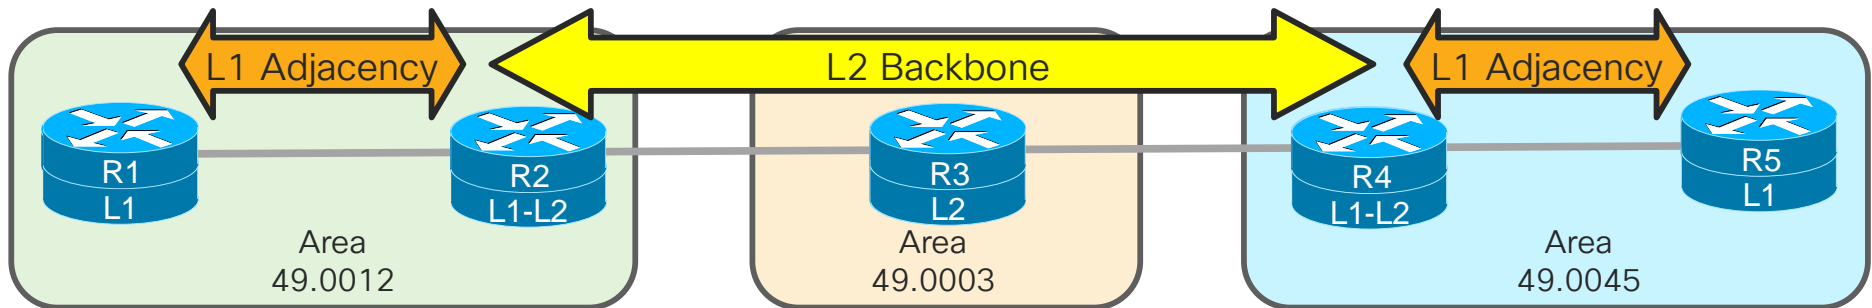 L1 Adjacency
L2 Backbone
L1 Adjacency
R1
L1
R2
L1-L2
R3
L2
R4
L1-L2
R5
L1
Area
49.0012
Area
49.0003
Area
49.0045